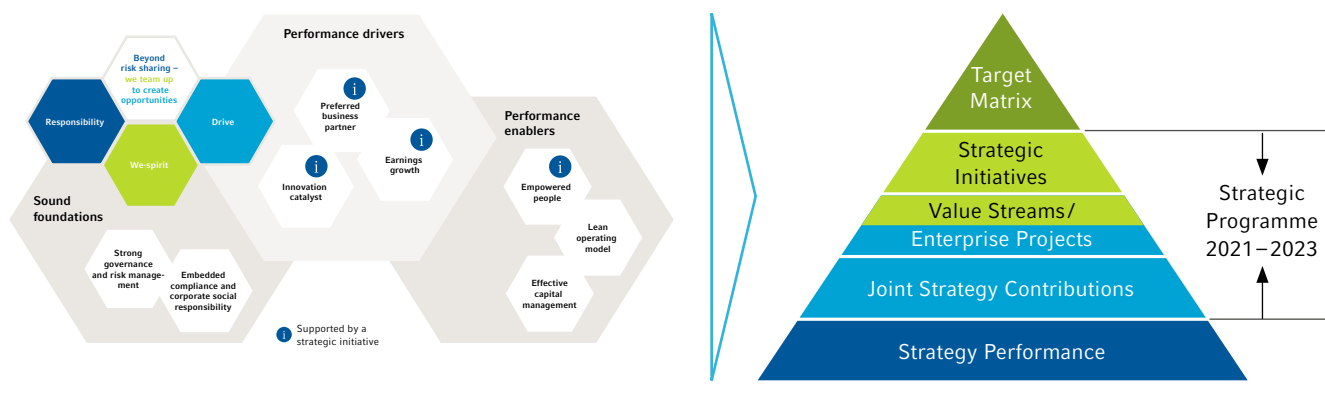 Performance drivers
Beyond
risk sharing –
we team up
to create
opportunities
Responsibility
Drive
We-spirit
i
Preferred
business
partner
i
Earnings
growth
i
Innovation
catalyst
Performance
enablers
i
Empowered
people
Lean
operating
model
Effective
capital
management
Sound
foundations
Strong
governance
and risk manage-
ment
Embedded
compliance and
corporate social
responsibility
i Supported by a
strategic initiative
Target
Matrix
Strategic
Initiatives
Value Streams/
Enterprise Projects
Joint Strategy Contributions
Strategy Performance
Strategic
Programme
2021–2023